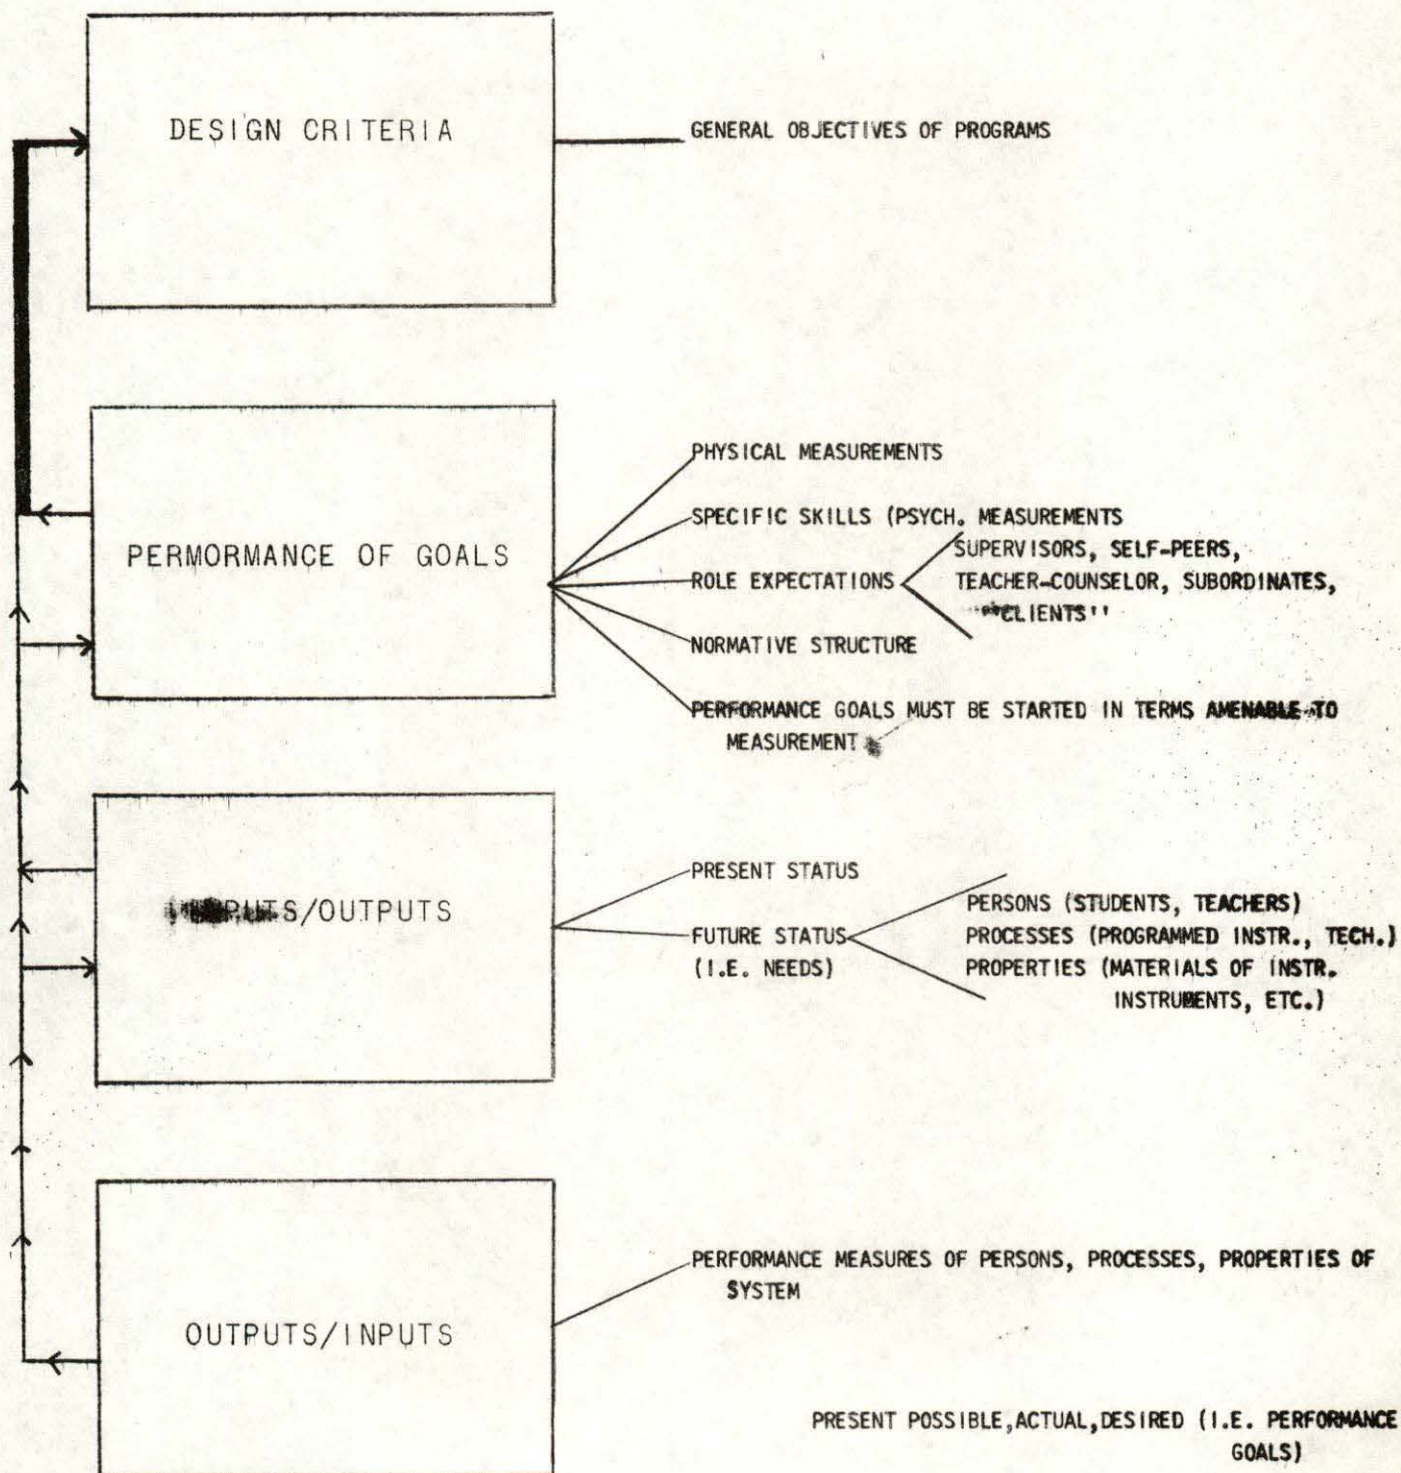 DESIGN CRITERIA
GENERAL OBJECTIVES OF PROGRAMS
PERMORMANCE OF GOALS
PHYSICAL MEASUREMENTS
SPECIFIC SKILLS (PSYCH. MEASUREMENTS
ROLE EXPECTATIONS
SUPERVISORS, SELF-PEERS,
TEACHER-COUNSELOR, SUBORDINATES,
"CLIENTS''
NORMATIVE STRUCTURE
PERFORMANCE GOALS MUST BE STARTED IN TERMS AMENABLE TO
MEASUREMENT
/OUTPUTS
PRESENT STATUS
FUTURE STATUS
(I.E. NEEDS)
PERSONS (STUDENTS, TEACHERS)
PROCESSES (PROGRAMMED INSTR., TECH.)
PROPERTIES (MATERIALS OF INSTR.
INSTRUMENTS, ETC.)
OUTPUTS/INPUTS
PERFORMANCE MEASURES OF PERSONS, PROCESSES, PROPERTIES OF
SYSTEM
PRESENT POSSIBLE,ACTUAL,DESIRED (I.E. PERFORMANCE
GOALS)